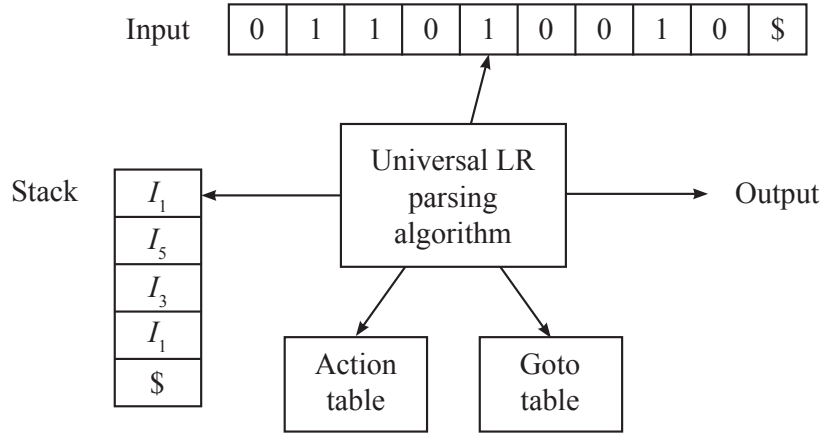 Input 0 1 1 0 1 0 0 1 0 $
Universal LR
parsing
algorithm
Stack
I₁
I₅
I₃
I₁
$
Output
Action
table
Goto
table